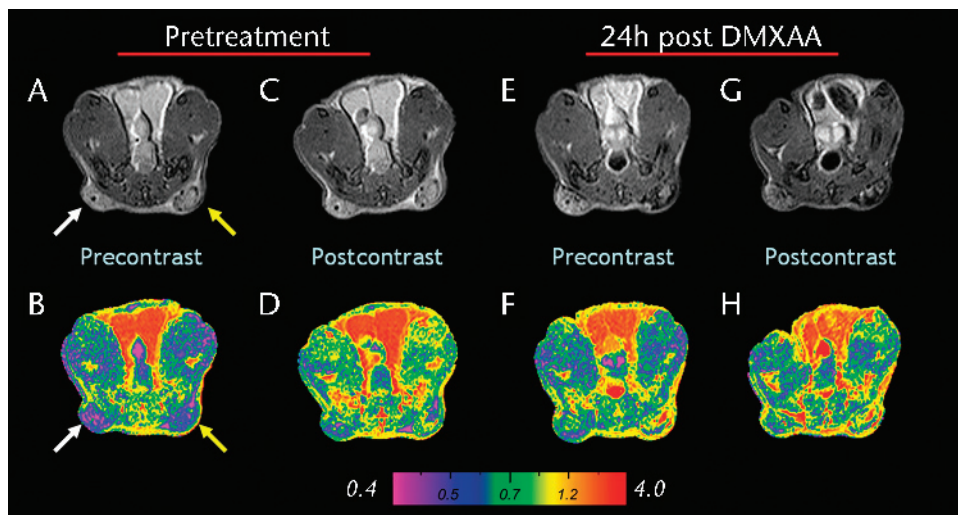 Pretreatment 24h post DMXAA
A C E G
Precontrast Postcontrast Precontrast Postcontrast
B D F H
0.4 0.5 0.7 1.2 4.0